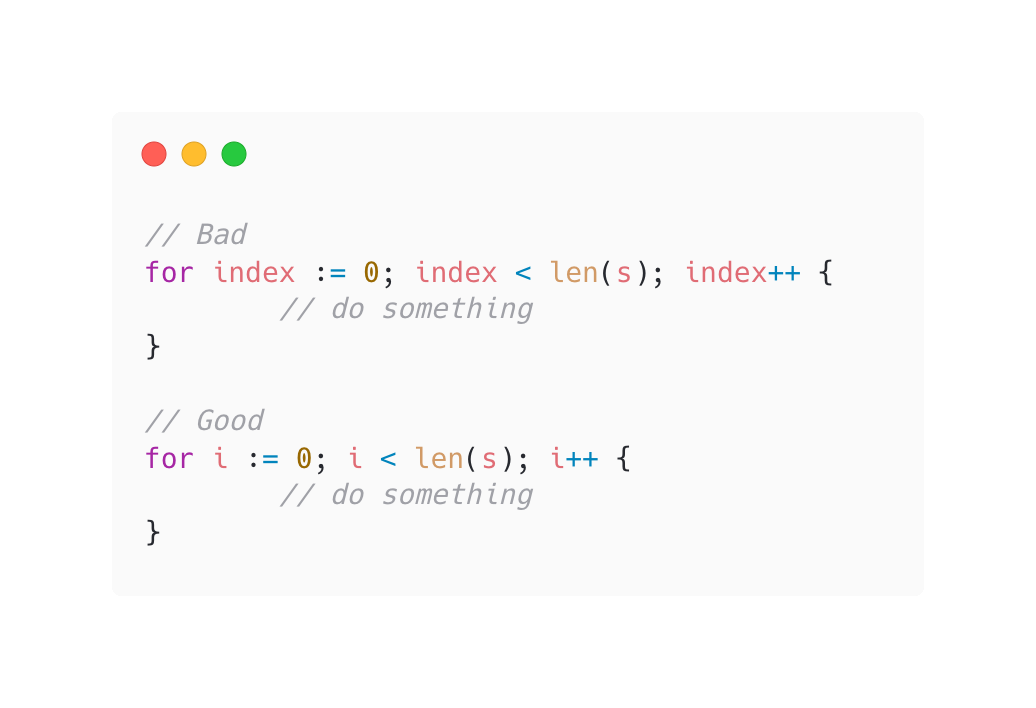 // Bad
for index := 0; index < len(s); index++ {
        // do something
}

// Good
for i := 0; i < len(s); i++ {
        // do something
}